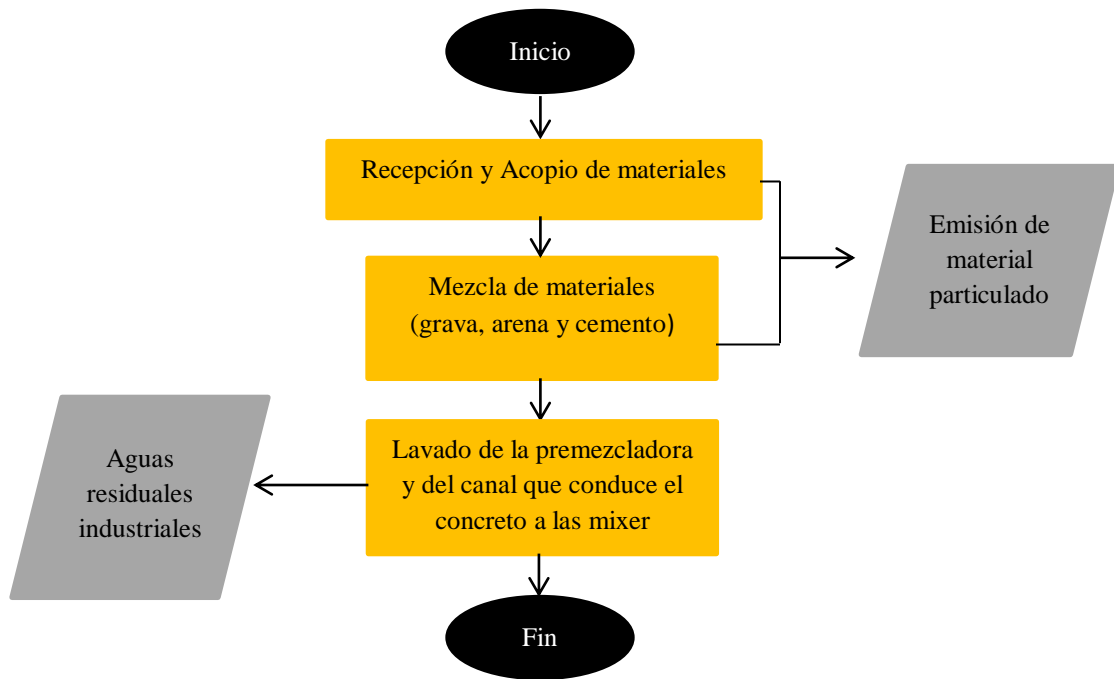 Inicio
Recepción y Acopio de materiales
Emisión de
material
particulado
Mezcla de materiales
(grava, arena y cemento)
Lavado de la premezcladora
y del canal que conduce el
concreto a las mixer
Aguas
residuales
industriales
Fin